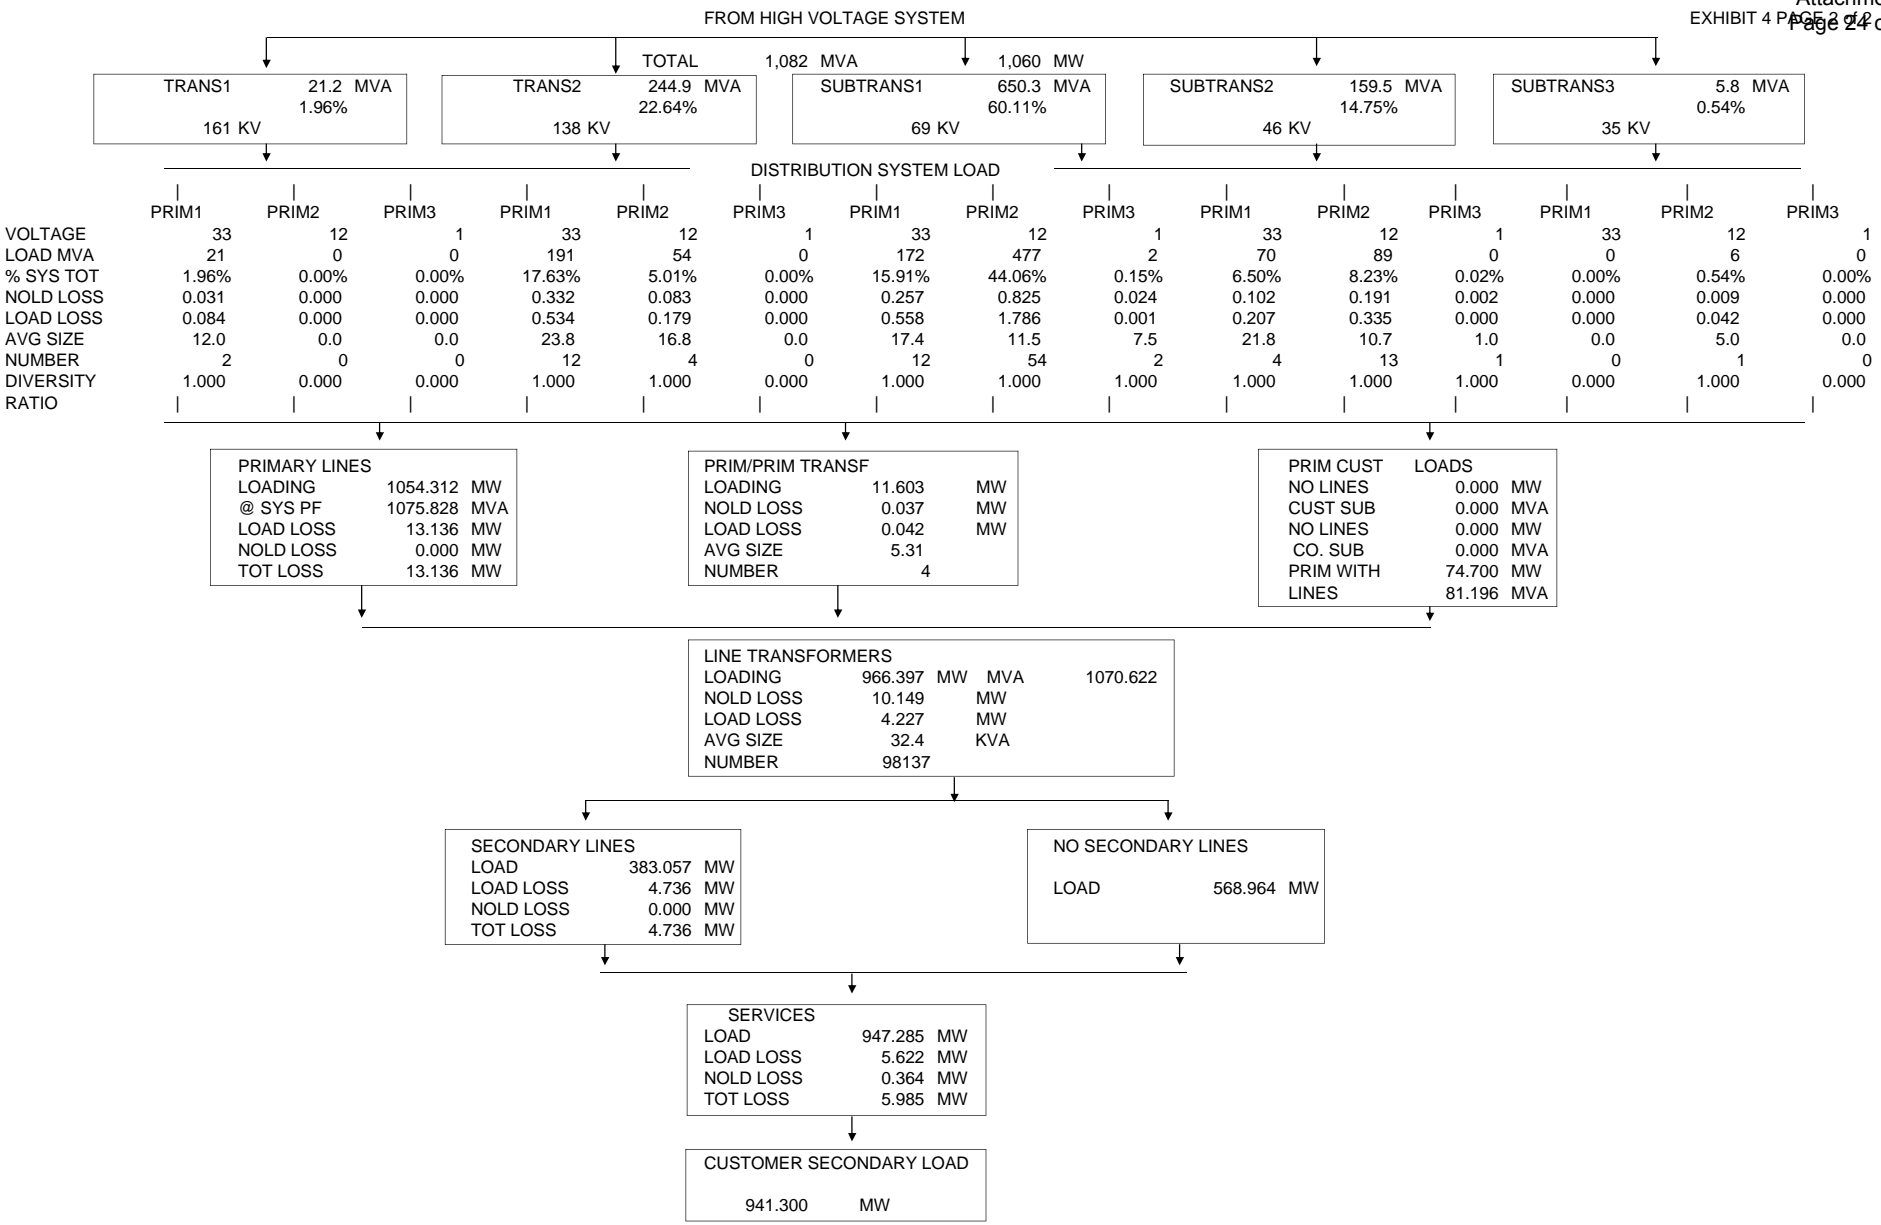 Attachme
FROM HIGH VOLTAGE SYSTEM EXHIBIT 4 PAGE 2 of 2
Page 24 o
TOTAL 1,082 MVA 1,060 MW
TRANS1 21.2 MVA TRANS2 244.9 MVA SUBTRANS1 650.3 MVA SUBTRANS2 159.5 MVA SUBTRANS3 5.8 MVA
1.96% 22.64% 60.11% 14.75% 0.54%
161 KV 138 KV 69 KV 46 KV 35 KV
DISTRIBUTION SYSTEM LOAD
PRIM1 PRIM2 PRIM3 PRIM1 PRIM2 PRIM3 PRIM1 PRIM2 PRIM3 PRIM1 PRIM2 PRIM3 PRIM1 PRIM2 PRIM3
VOLTAGE 33 12 1 33 12 1 33 12 1 33 12 1 33 12 1
LOAD MVA 21 0 0 191 54 0 172 477 2 70 89 0 0 6 0
% SYS TOT 1.96% 0.00% 0.00% 17.63% 5.01% 0.00% 15.91% 44.06% 0.15% 6.50% 8.23% 0.02% 0.00% 0.54% 0.00%
NOLD LOSS 0.031 0.000 0.000 0.332 0.083 0.000 0.257 0.825 0.024 0.102 0.191 0.002 0.000 0.009 0.000
LOAD LOSS 0.084 0.000 0.000 0.534 0.179 0.000 0.558 1.786 0.001 0.207 0.335 0.000 0.000 0.042 0.000
AVG SIZE 12.0 0.0 0.0 23.8 16.8 0.0 17.4 11.5 7.5 21.8 10.7 1.0 0.0 5.0 0.0
NUMBER 2 0 0 12 4 0 12 54 2 4 13 1 0 1 0
DIVERSITY 1.000 0.000 0.000 1.000 1.000 0.000 1.000 1.000 1.000 1.000 1.000 1.000 0.000 1.000 0.000
RATIO
PRIMARY LINES
LOADING 1054.312 MW
@ SYS PF 1075.828 MVA
LOAD LOSS 13.136 MW
NOLD LOSS 0.000 MW
TOT LOSS 13.136 MW
PRIM/PRIM TRANSF
LOADING 11.603 MW
NOLD LOSS 0.037 MW
LOAD LOSS 0.042 MW
AVG SIZE 5.31
NUMBER 4
PRIM CUST LOADS
NO LINES 0.000 MW
CUST SUB 0.000 MVA
NO LINES 0.000 MW
CO. SUB 0.000 MVA
PRIM WITH 74.700 MW
LINES 81.196 MVA
LINE TRANSFORMERS
LOADING 966.397 MW MVA 1070.622
NOLD LOSS 10.149 MW
LOAD LOSS 4.227 MW
AVG SIZE 32.4 KVA
NUMBER 98137
SECONDARY LINES
LOAD 383.057 MW
LOAD LOSS 4.736 MW
NOLD LOSS 0.000 MW
TOT LOSS 4.736 MW
NO SECONDARY LINES
LOAD 568.964 MW
SERVICES
LOAD 947.285 MW
LOAD LOSS 5.622 MW
NOLD LOSS 0.364 MW
TOT LOSS 5.985 MW
CUSTOMER SECONDARY LOAD
941.300 MW